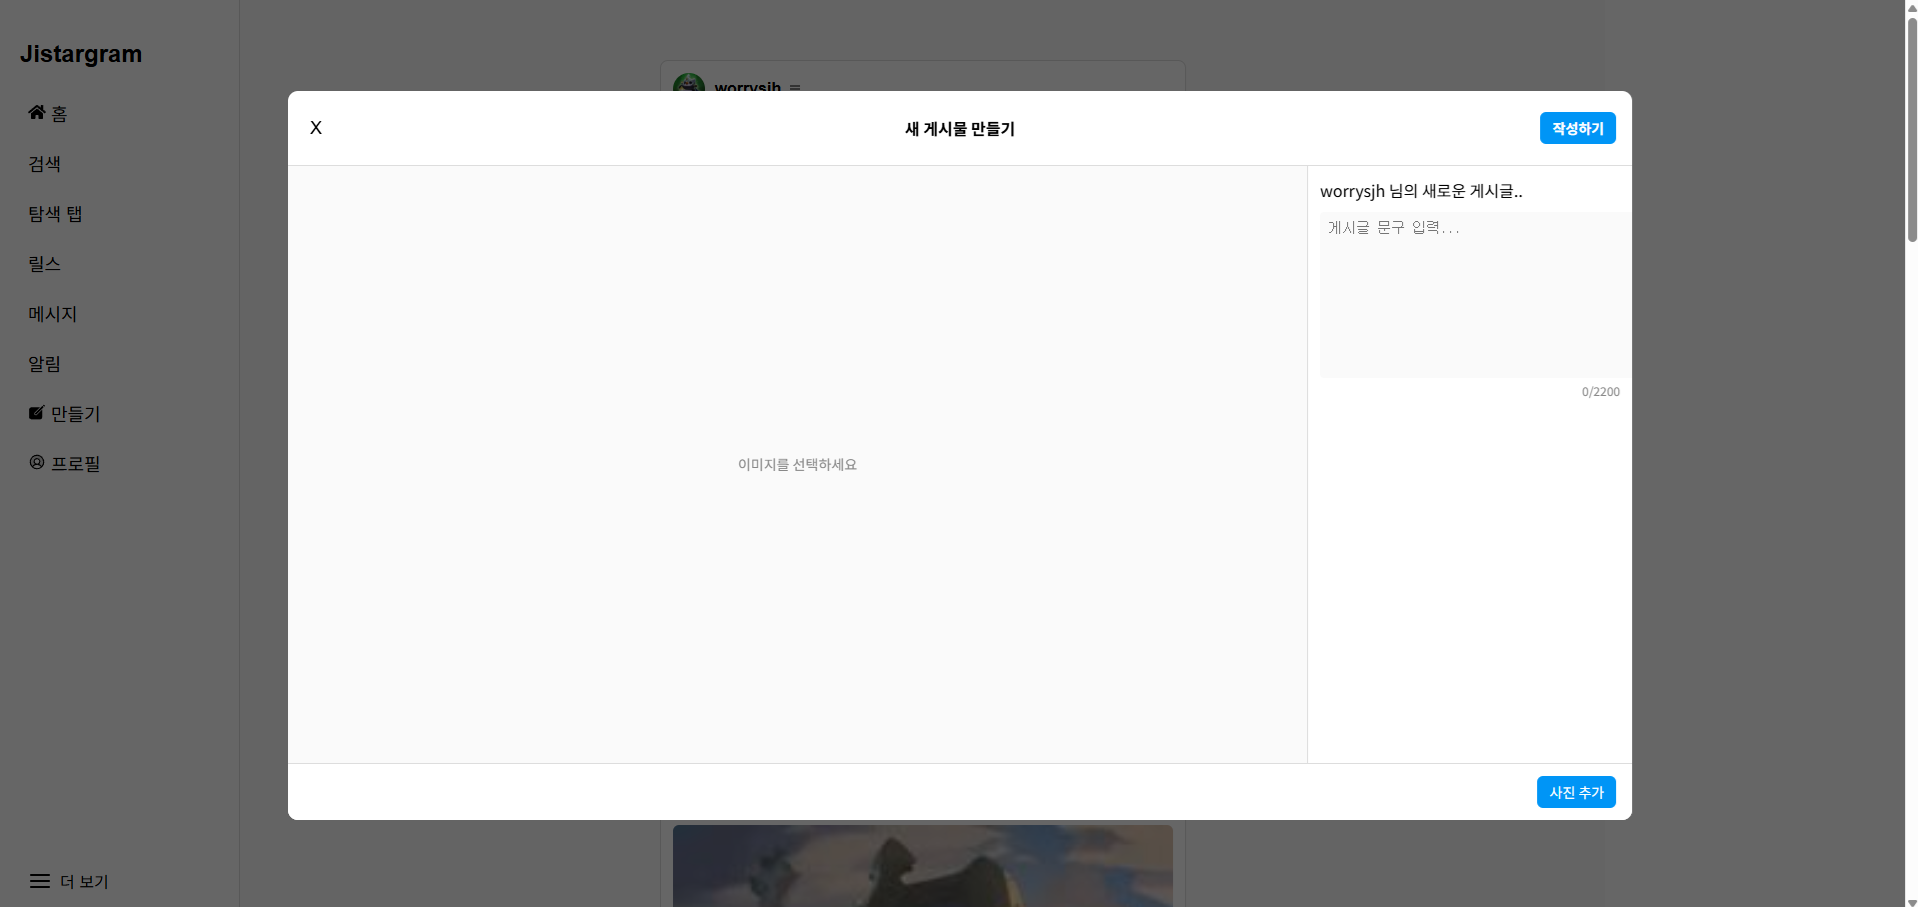 Jistargram
홈
검색
탐색 탭
릴스
메시지
알림
만들기
프로필
더 보기
worrysjh
X
새 게시물 만들기
작성하기
이미지를 선택하세요
worrysjh 님의 새로운 게시글..
게시글 문구 입력...
0/2200
사진 추가